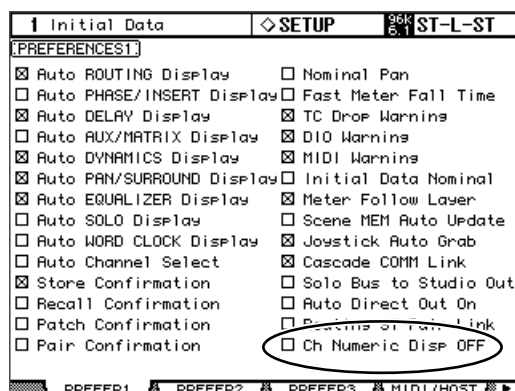 1 Initial Data ◇SETUP 96K 6.1 ST-L-ST
PREFERENCES1
☒ Auto ROUTING Display ☐ Nominal Pan
☐ Auto PHASE/INSERT Display ☐ Fast Meter Fall Time
☒ Auto DELAY Display ☒ TC Drop Warning
☐ Auto AUX/MATRIX Display ☒ DIO Warning
☒ Auto DYNAMICS Display ☒ MIDI Warning
☒ Auto PAN/SURROUND Display ☐ Initial Data Nominal
☒ Auto EQUALIZER Display ☒ Meter Follow Layer
☐ Auto SOLO Display ☐ Scene MEM Auto Update
☐ Auto WORD CLOCK Display ☒ Joystick Auto Grab
☐ Auto Channel Select ☒ Cascade COMM Link
☒ Store Confirmation ☐ Solo Bus to Studio Out
☐ Recall Confirmation ☐ Auto Direct Out On
☐ Patch Confirmation ☐ Routing ST Pair Link
☐ Pair Confirmation ☐ Ch Numeric Disp OFF
PREFER1 PREFER2 PREFER3 MIDI/HOST